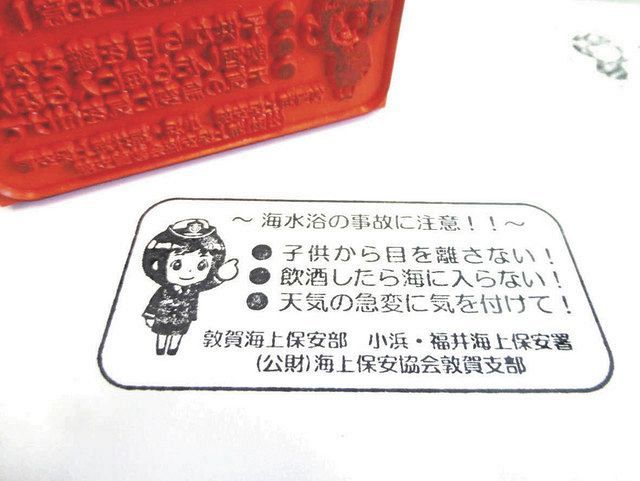 ～ 海水浴の事故に注意！！～
● 子供から目を離さない！
● 飲酒したら海に入らない！
● 天気の急変に気を付けて！
敦賀海上保安部　小浜・福井海上保安署
(公財)海上保安協会敦賀支部